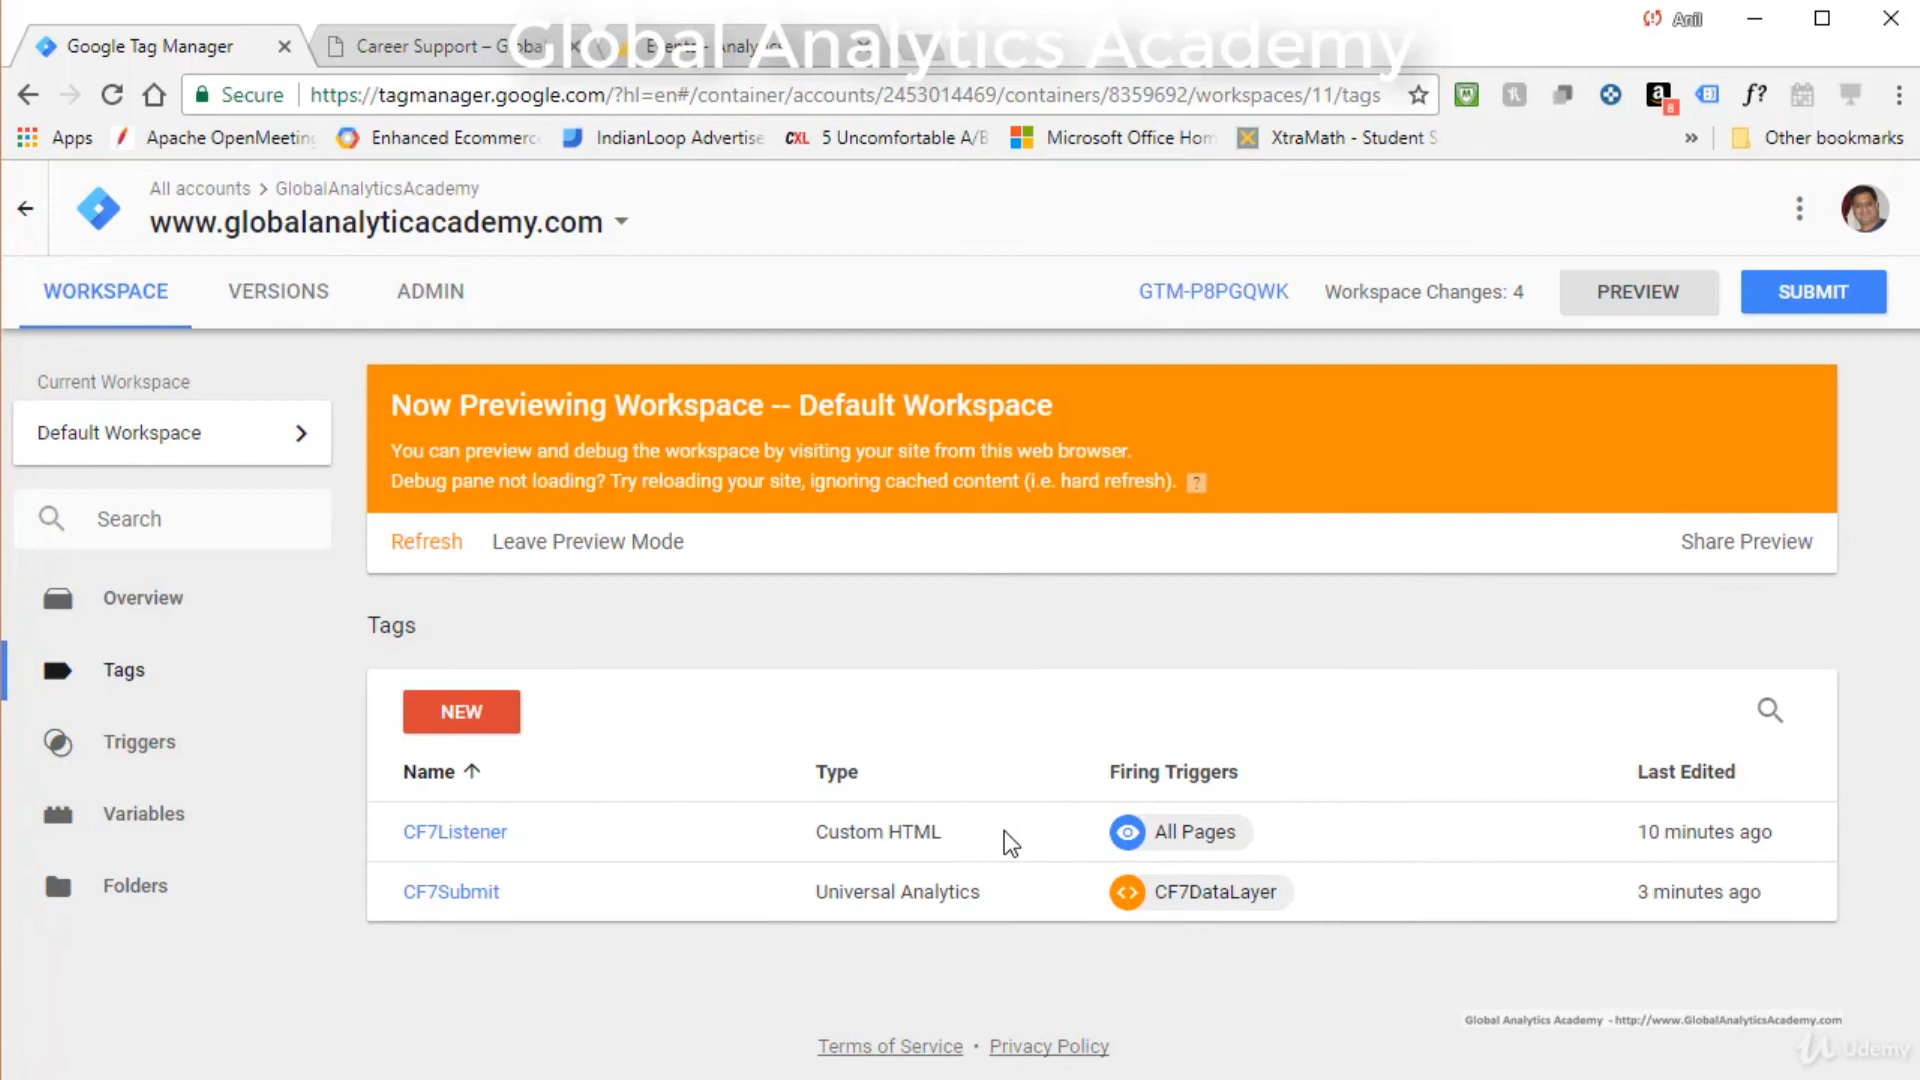 Anil
Google Tag Manager
Career Support – Global
Events - Analytics
Global Analytics Academy
Secure https://tagmanager.google.com/?hl=en#/container/accounts/2453014469/containers/8359692/workspaces/11/tags
8
f?
Apps Apache OpenMeeting Enhanced Ecommerc IndianLoop Advertise CXL 5 Uncomfortable A/B Microsoft Office Hom XtraMath - Student S » Other bookmarks
All accounts > GlobalAnalyticsAcademy
www.globalanalyticacademy.com
WORKSPACE VERSIONS ADMIN GTM-P8PGQWK Workspace Changes: 4 PREVIEW SUBMIT
Current Workspace
Default Workspace
Search
Overview
Tags
Triggers
Variables
Folders
Now Previewing Workspace -- Default Workspace
You can preview and debug the workspace by visiting your site from this web browser.
Debug pane not loading? Try reloading your site, ignoring cached content (i.e. hard refresh). ?
Refresh Leave Preview Mode Share Preview
Tags
NEW
Name Type Firing Triggers Last Edited
CF7Listener Custom HTML All Pages 10 minutes ago
CF7Submit Universal Analytics CF7DataLayer 3 minutes ago
Global Analytics Academy - http://www.GlobalAnalyticsAcademy.com
Terms of Service • Privacy Policy
Udemy